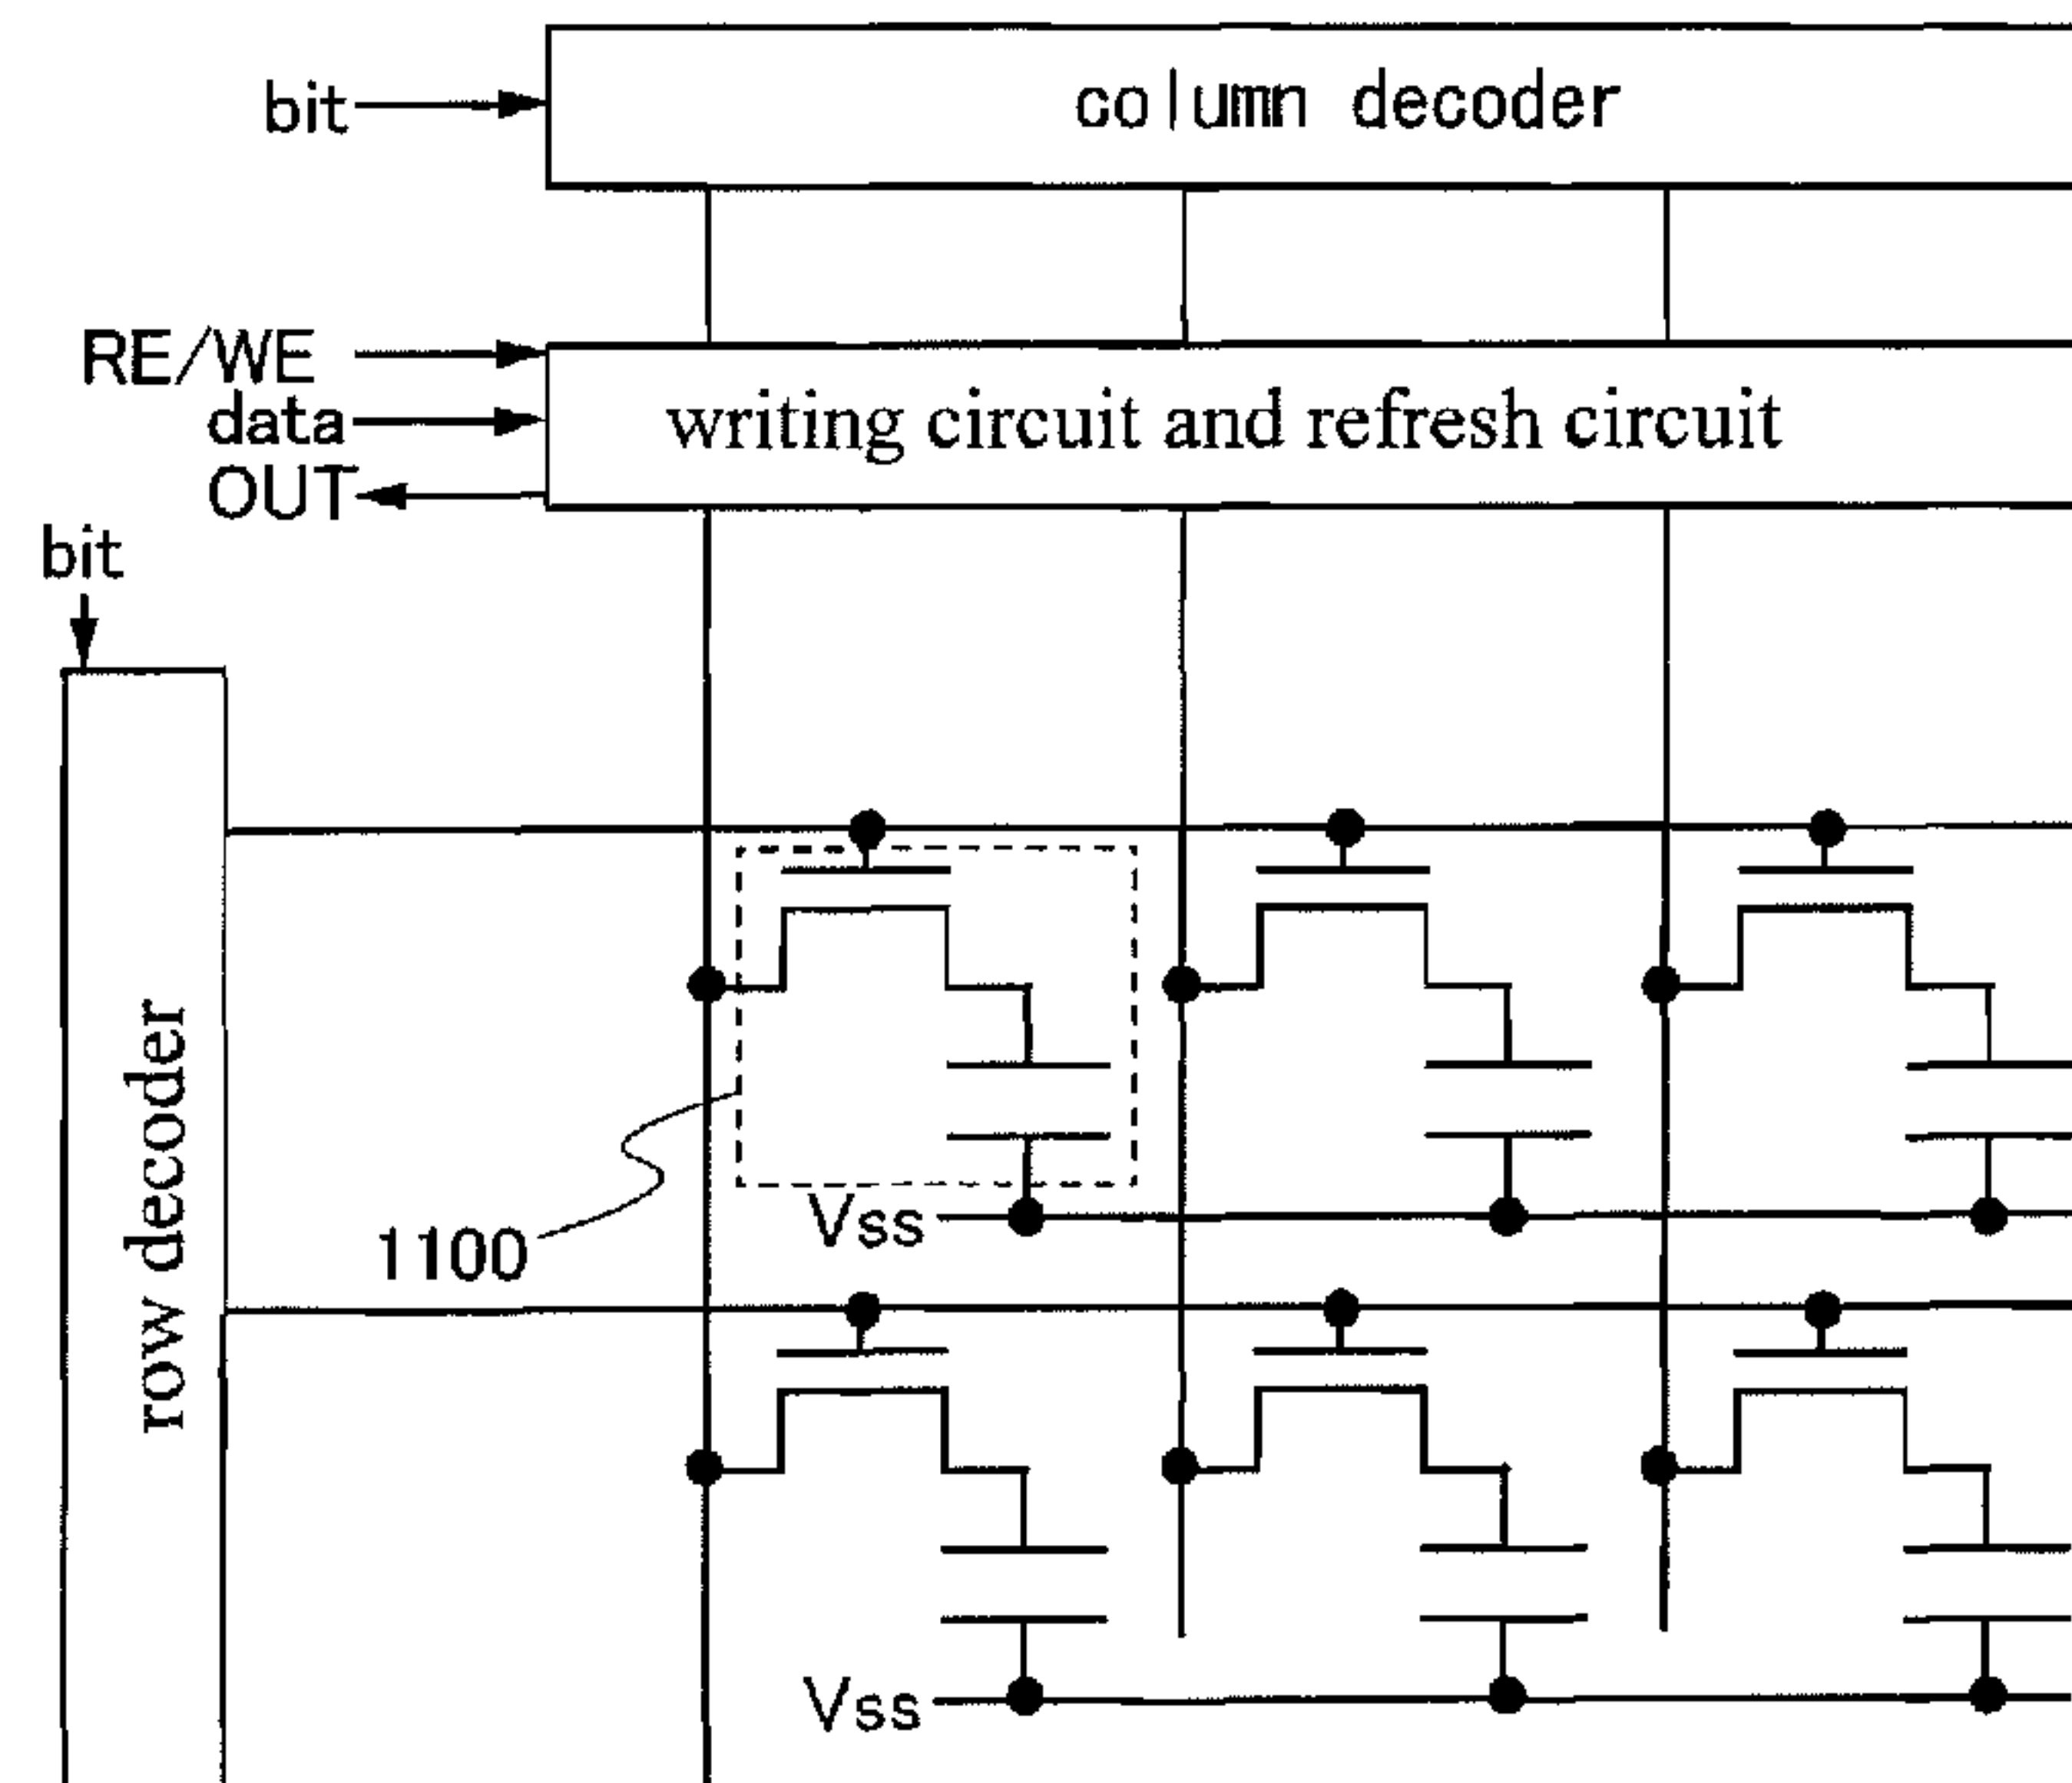 bit
column decoder
RE/WE
data
OUT
writing circuit and refresh circuit
bit
row decoder
1100
Vss
Vss